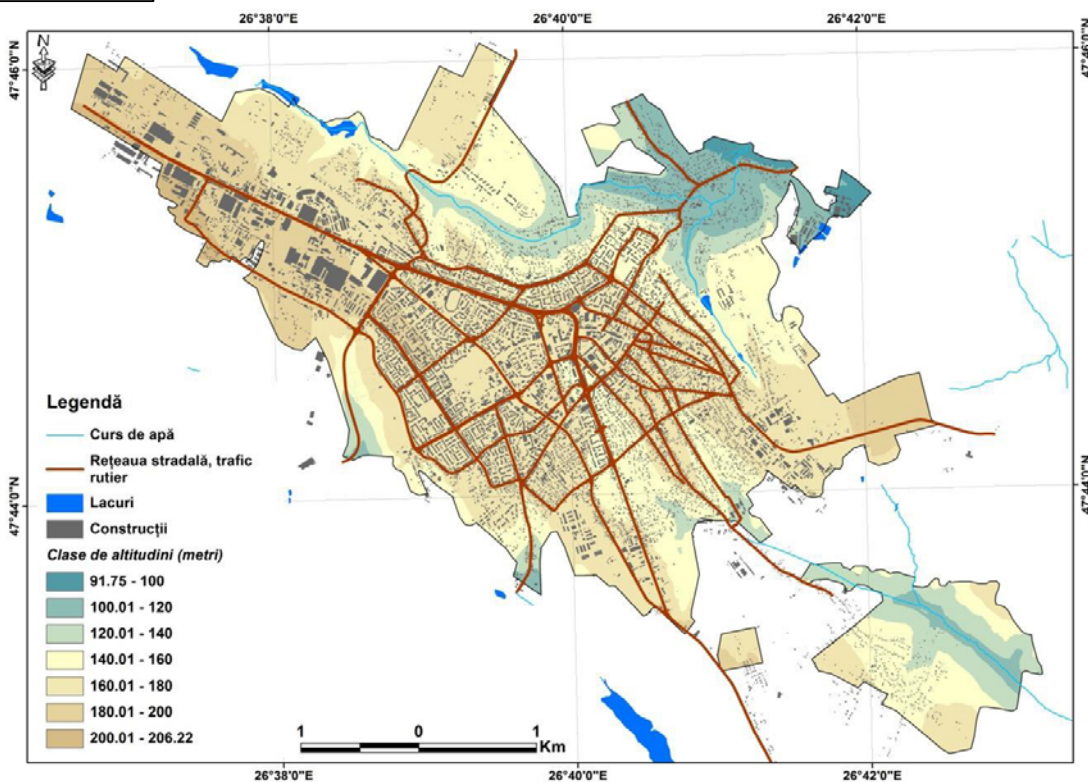 26°38'0"E
26°40'0"E
26°42'0"E
47°46'0"N
47°46'0"N
N
Legendă
Curs de apă
Rețeaua stradală, trafic
rutier
Lacuri
Construcții
Clase de altitudini (metri)
91.75 - 100
100.01 - 120
120.01 - 140
140.01 - 160
160.01 - 180
180.01 - 200
200.01 - 206.22
47°44'0"N
47°44'0"N
1 0 1
Km
26°38'0"E
26°40'0"E
26°42'0"E